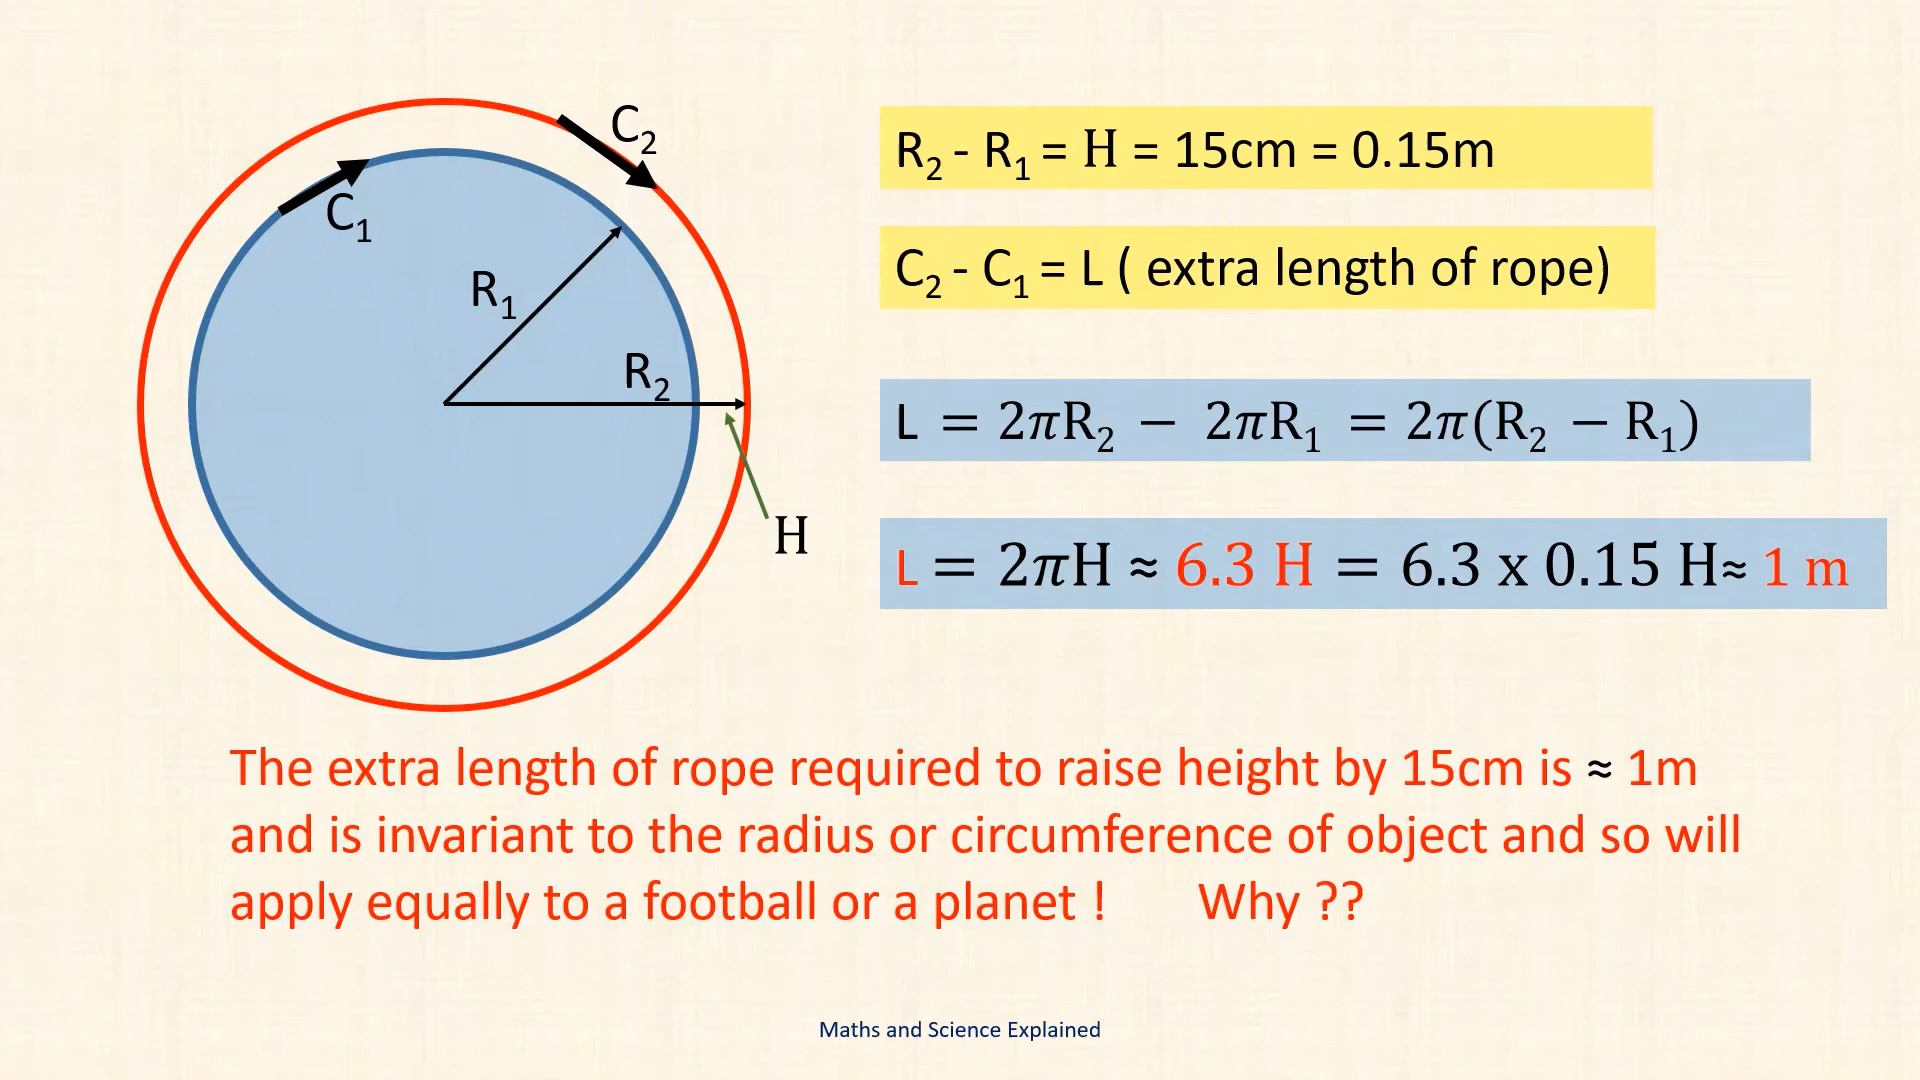 C₂
C₁
R₁
R₂
H
R₂ - R₁ = H = 15cm = 0.15m
C₂ - C₁ = L ( extra length of rope)
L = 2πR₂ − 2πR₁ = 2π(R₂ − R₁)
L = 2πH ≈ 6.3 H = 6.3 x 0.15 H≈ 1 m
The extra length of rope required to raise height by 15cm is ≈ 1m
and is invariant to the radius or circumference of object and so will
apply equally to a football or a planet ! Why ??
Maths and Science Explained